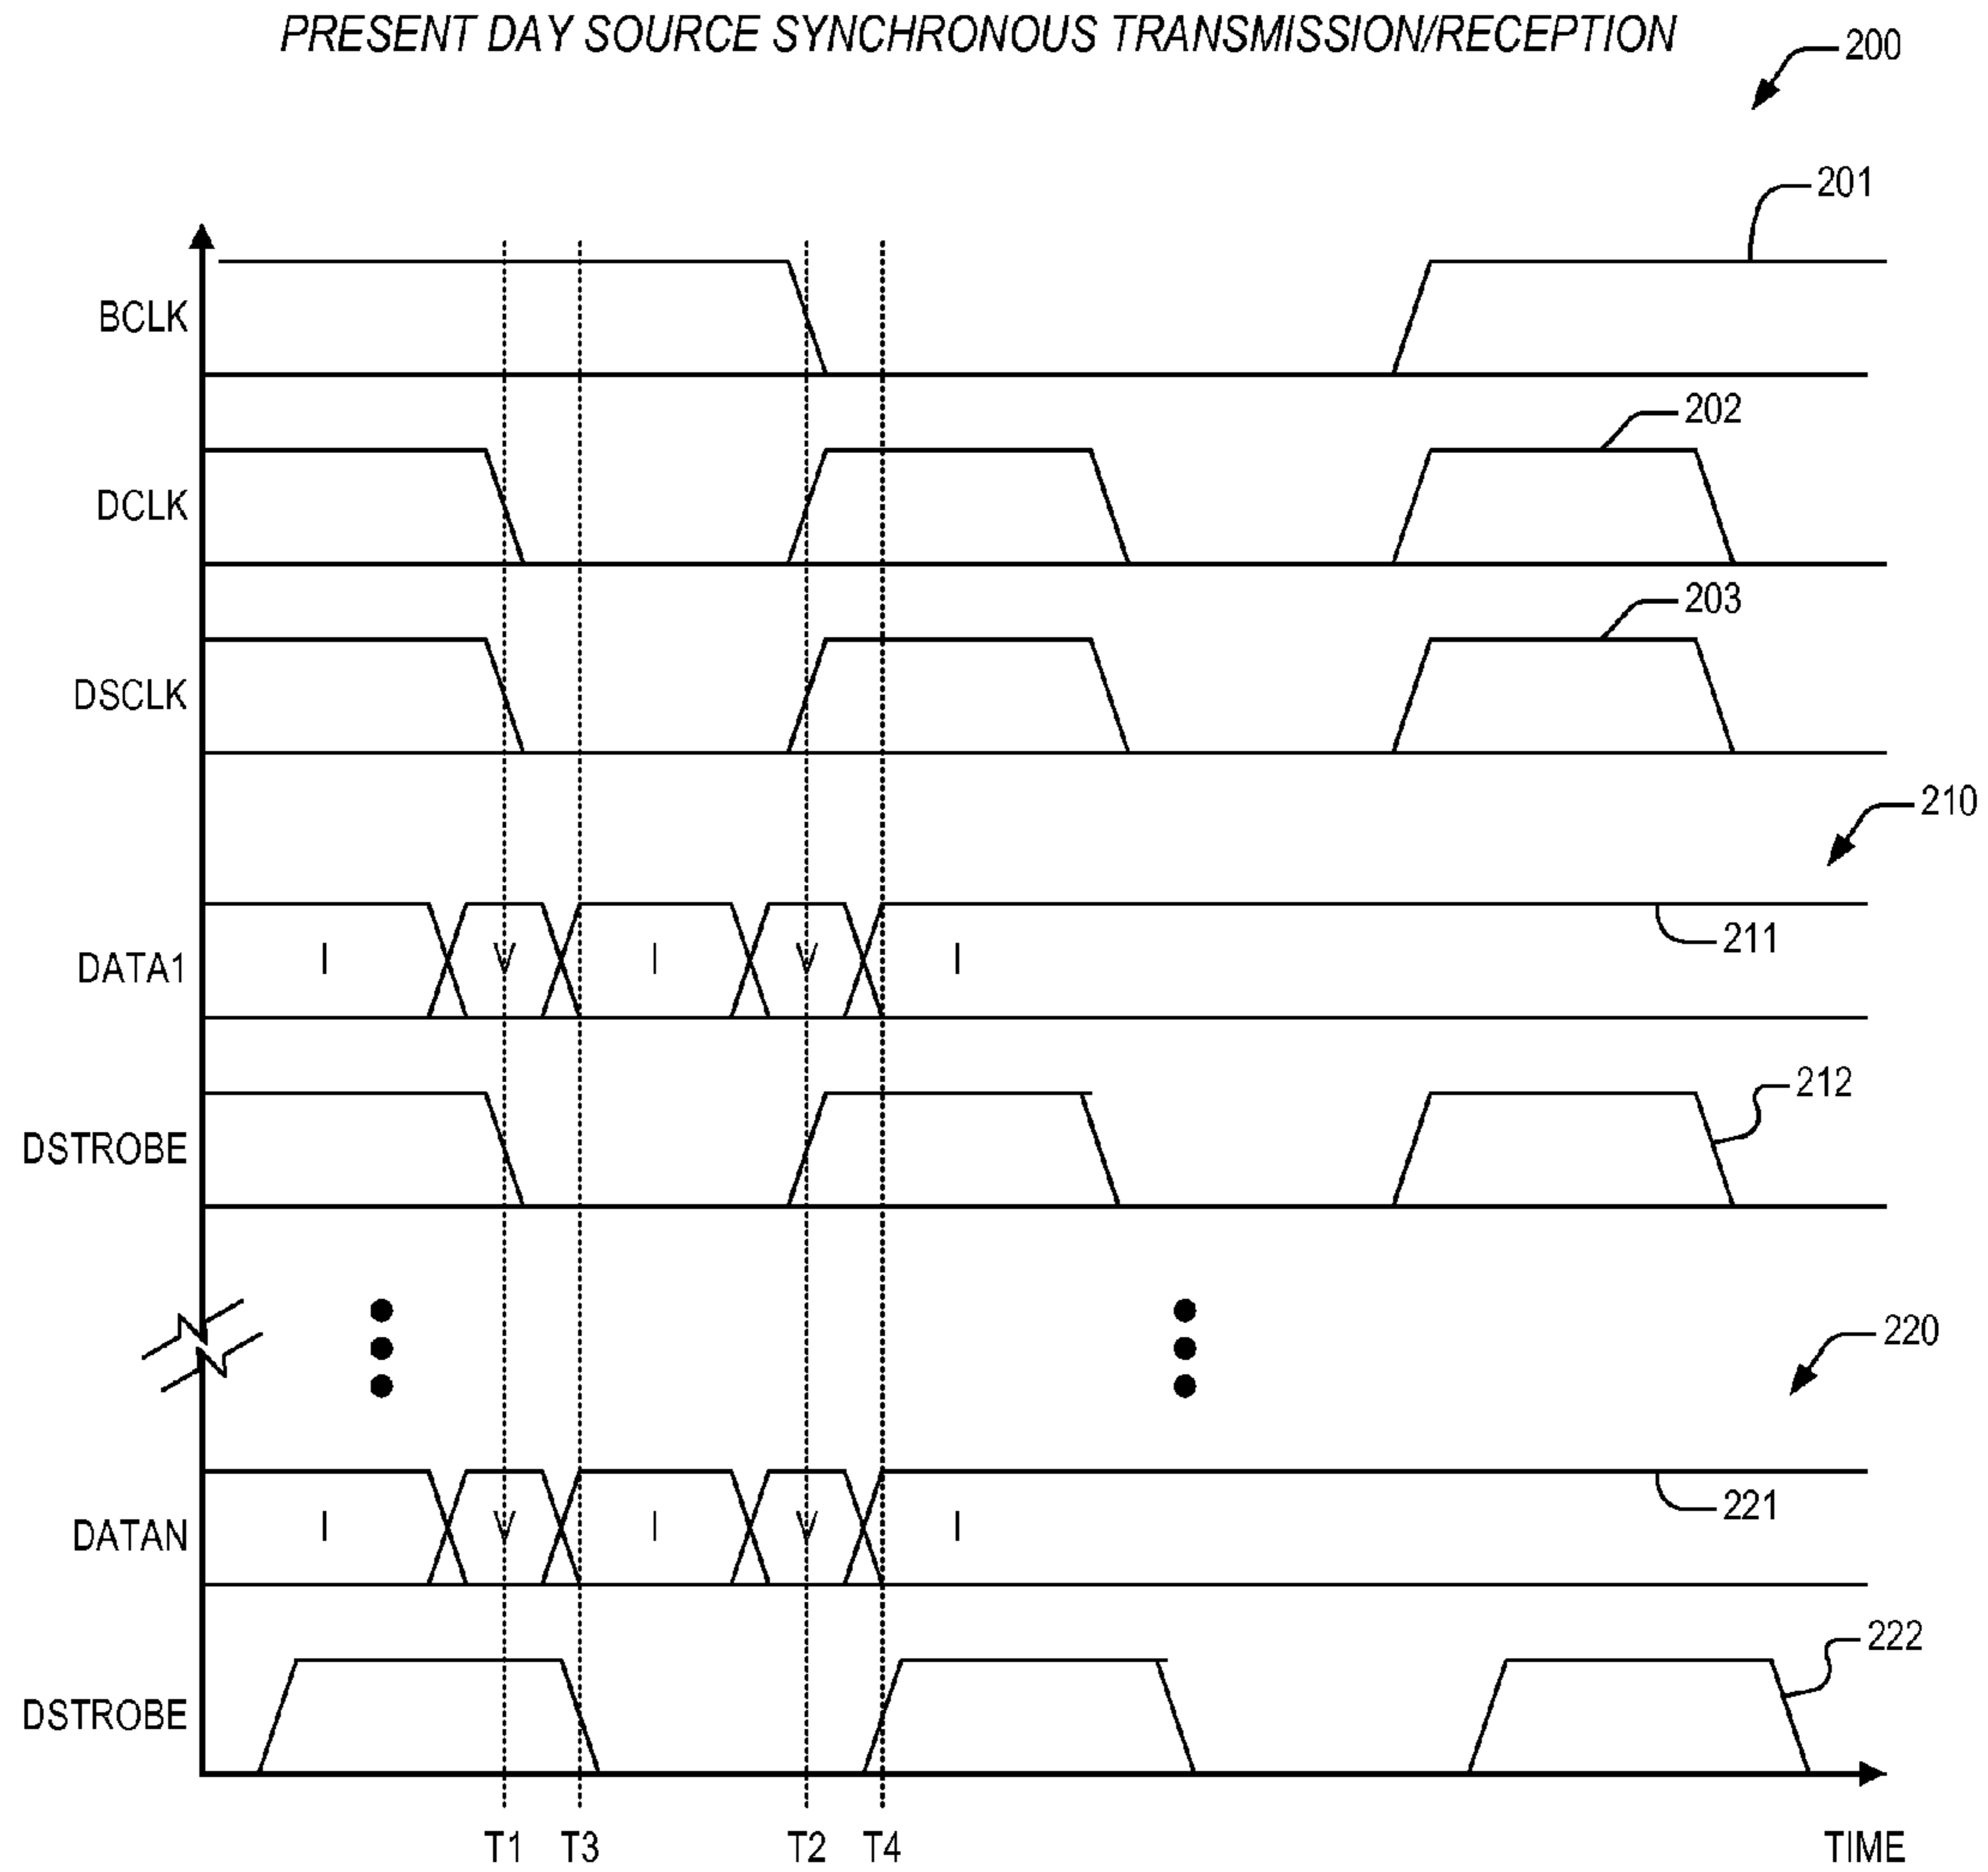 PRESENT DAY SOURCE SYNCHRONOUS TRANSMISSION/RECEPTION
200
201
BCLK
202
DCLK
203
DSCLK
210
DATA1 I V I V I
211
212
DSTROBE
220
DATAN I V I V I
221
222
DSTROBE
T1 T3 T2 T4 TIME